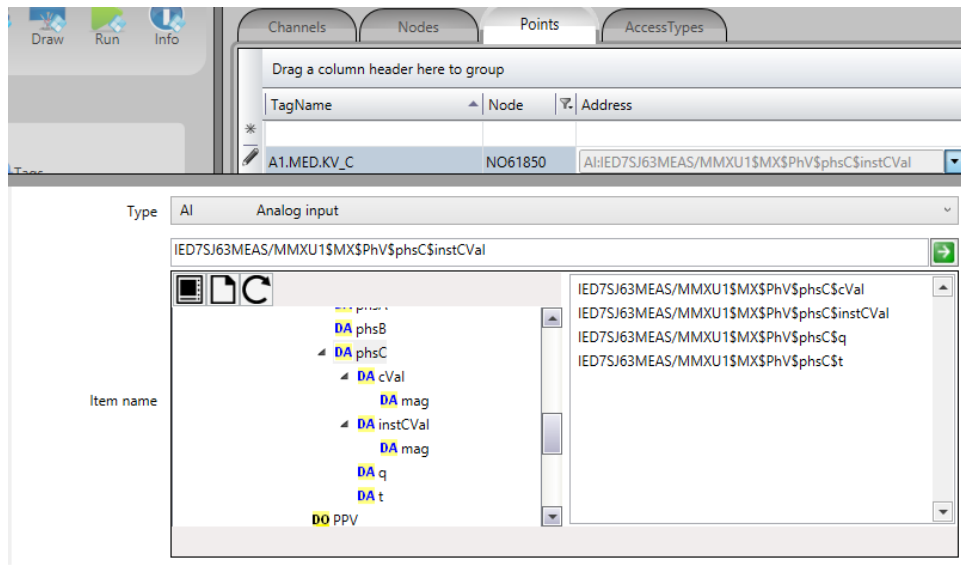 Draw Run Info
Channels Nodes Points AccessTypes
Drag a column header here to group
TagName Node Address
A1.MED.KV_C NO61850 AI:IED7SJ63MEAS/MMXU1$MX$PhV$phsC$instCVal
Type AI Analog input
IED7SJ63MEAS/MMXU1$MX$PhV$phsC$instCVal
IED7SJ63MEAS/MMXU1$MX$PhV$phsC$cVal
IED7SJ63MEAS/MMXU1$MX$PhV$phsC$instCVal
IED7SJ63MEAS/MMXU1$MX$PhV$phsC$q
IED7SJ63MEAS/MMXU1$MX$PhV$phsC$t
DA phsB
DA phsC
DA cVal
DA mag
Item name
DA instCVal
DA mag
DA q
DA t
DO PPV